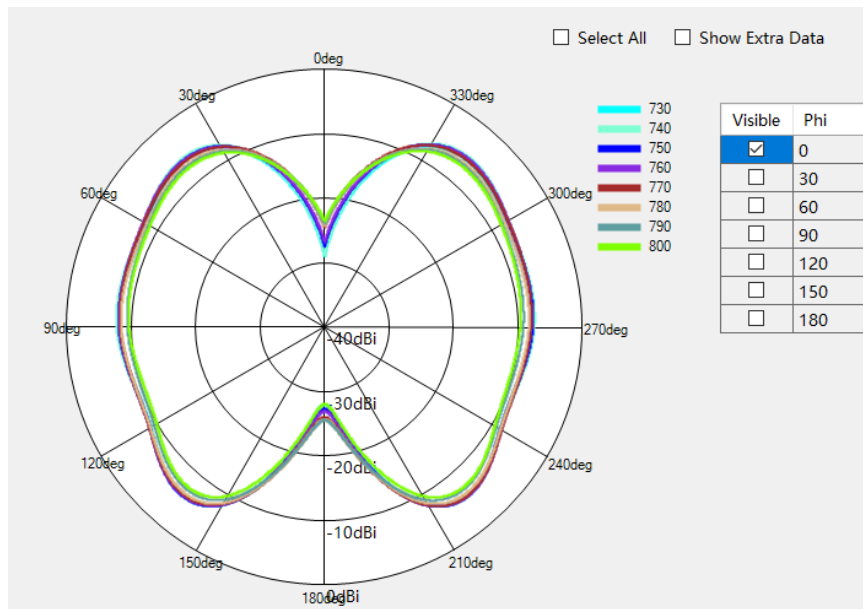 Select All
Show Extra Data
0deg
30deg
330deg
60deg
300deg
90deg
270deg
120deg
240deg
150deg
210deg
180deg
-40dBi
-30dBi
-20dBi
-10dBi
0dBi
730
740
750
760
770
780
790
800
Visible Phi
0
30
60
90
120
150
180